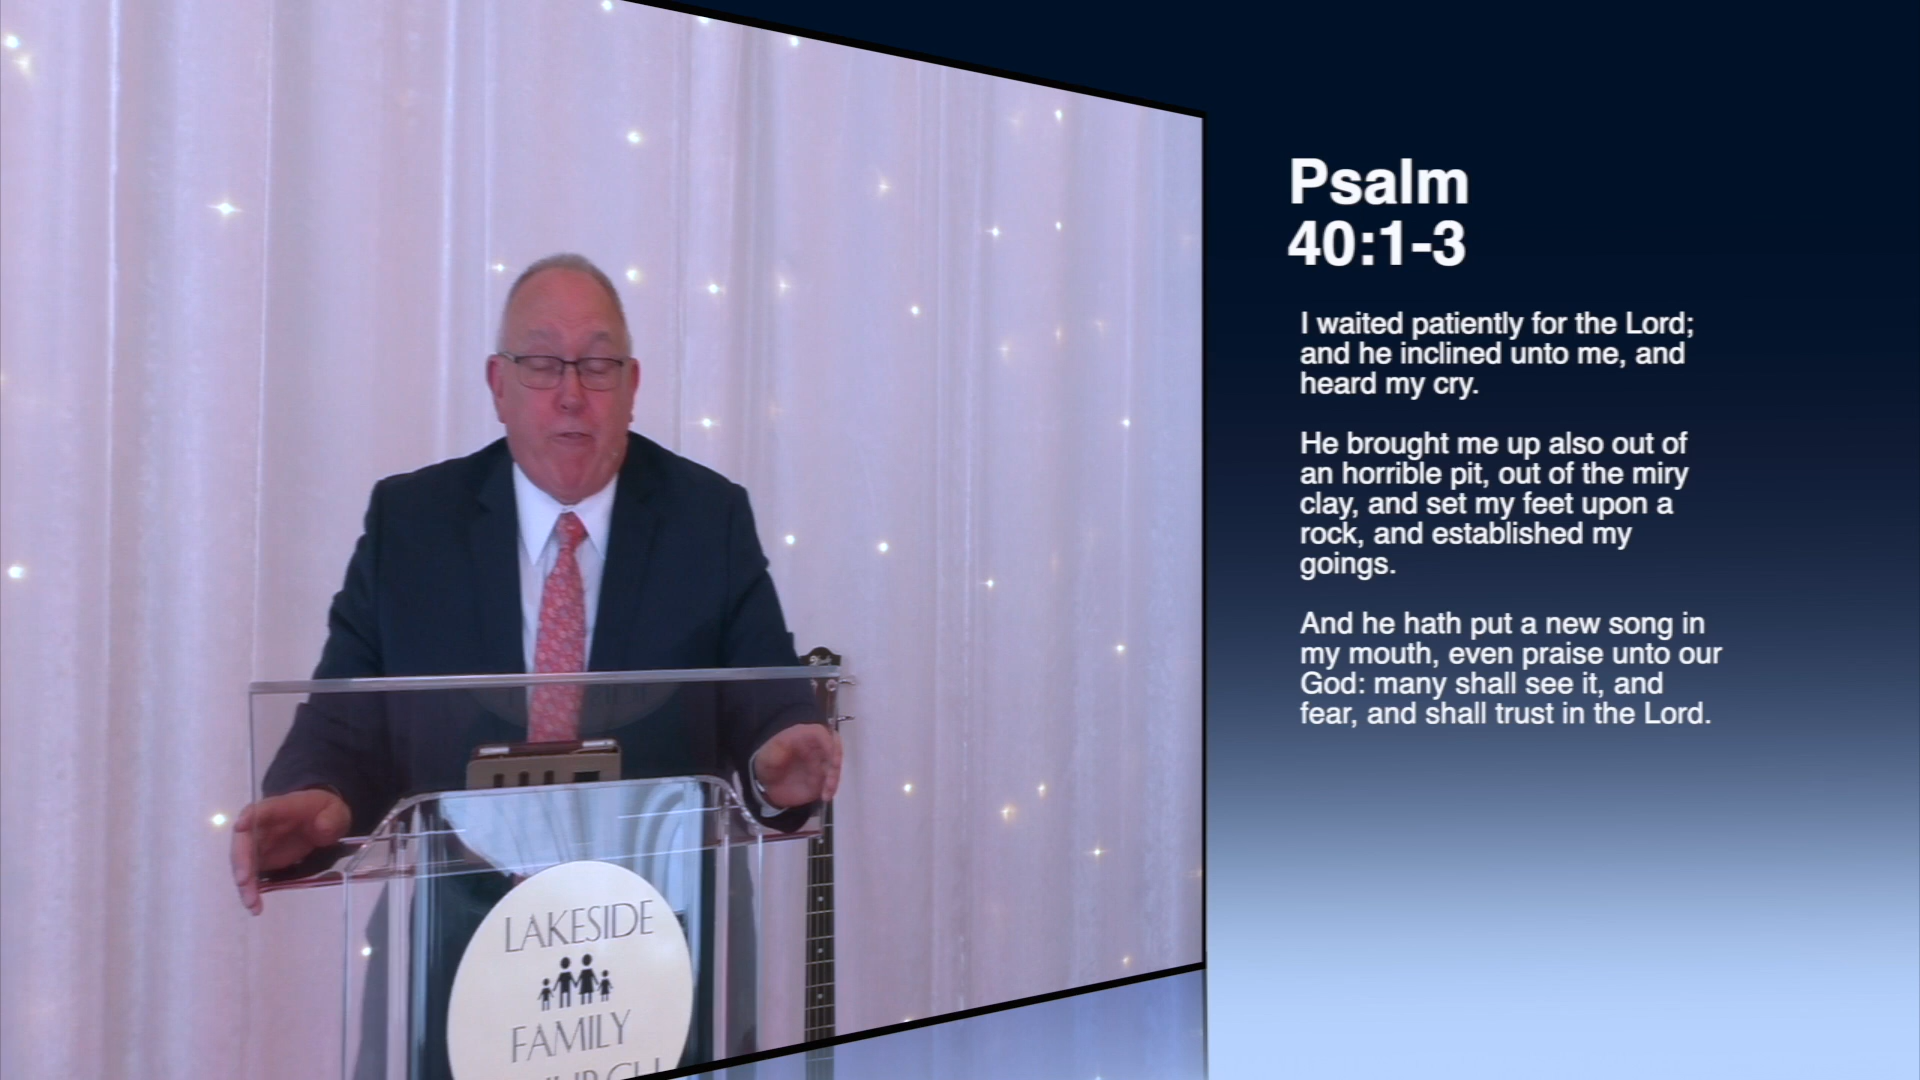 Psalm
40:1-3
I waited patiently for the Lord;
and he inclined unto me, and
heard my cry.
He brought me up also out of
an horrible pit, out of the miry
clay, and set my feet upon a
rock, and established my
goings.
And he hath put a new song in
my mouth, even praise unto our
God: many shall see it, and
fear, and shall trust in the Lord.
LAKESIDE
FAMILY